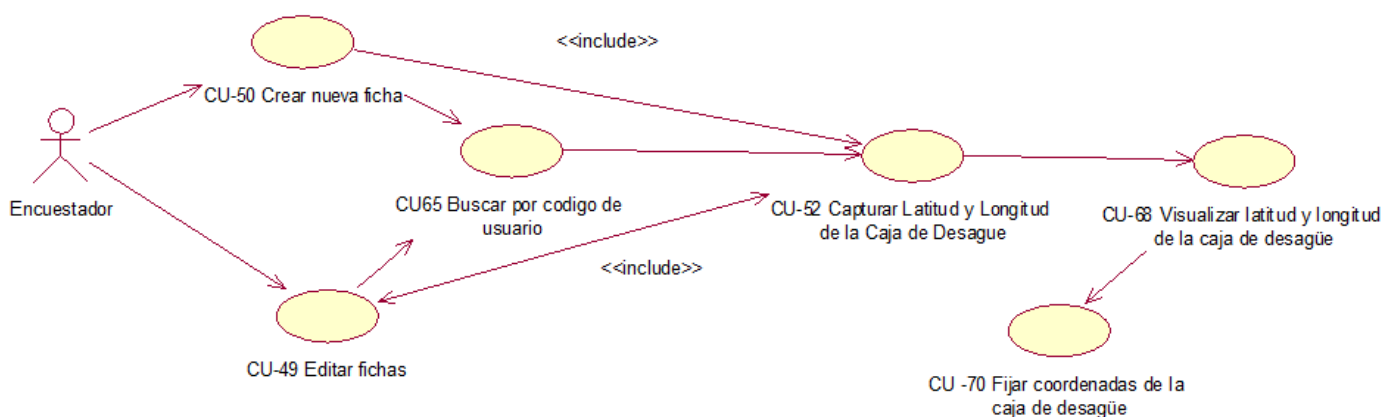 <<include>>
CU-50 Crear nueva ficha
Encuestador
CU65 Buscar por codigo de
usuario
CU-52 Capturar Latitud y Longitud
de la Caja de Desague
CU-68 Visualizar latitud y longitud
de la caja de desagüe
<<include>>
CU-49 Editar fichas
CU -70 Fijar coordenadas de la
caja de desagüe